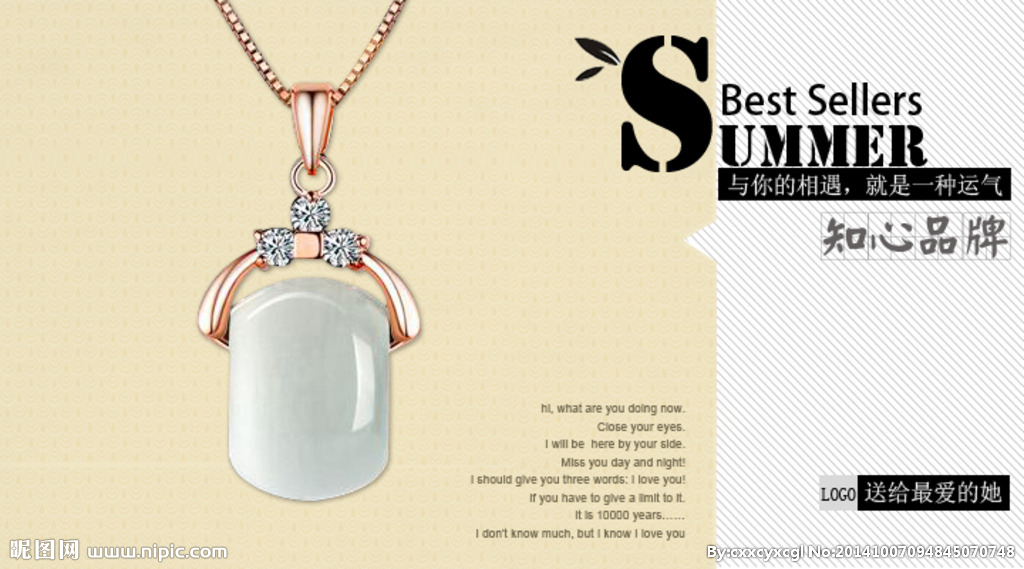 Best Sellers
SUMMER
与你的相遇，就是一种运气
知心品牌
hi, what are you doing now.
Close your eyes.
I will be here by your side.
Miss you day and night!
I should give you three words: I love you!
If you have to give a limit to it.
It is 10000 years......
I don't know much, but I know I love you
LOGO 送给最爱的她
昵图网 www.nipic.com
By:cxxcyxcgl No:20141007094845070748